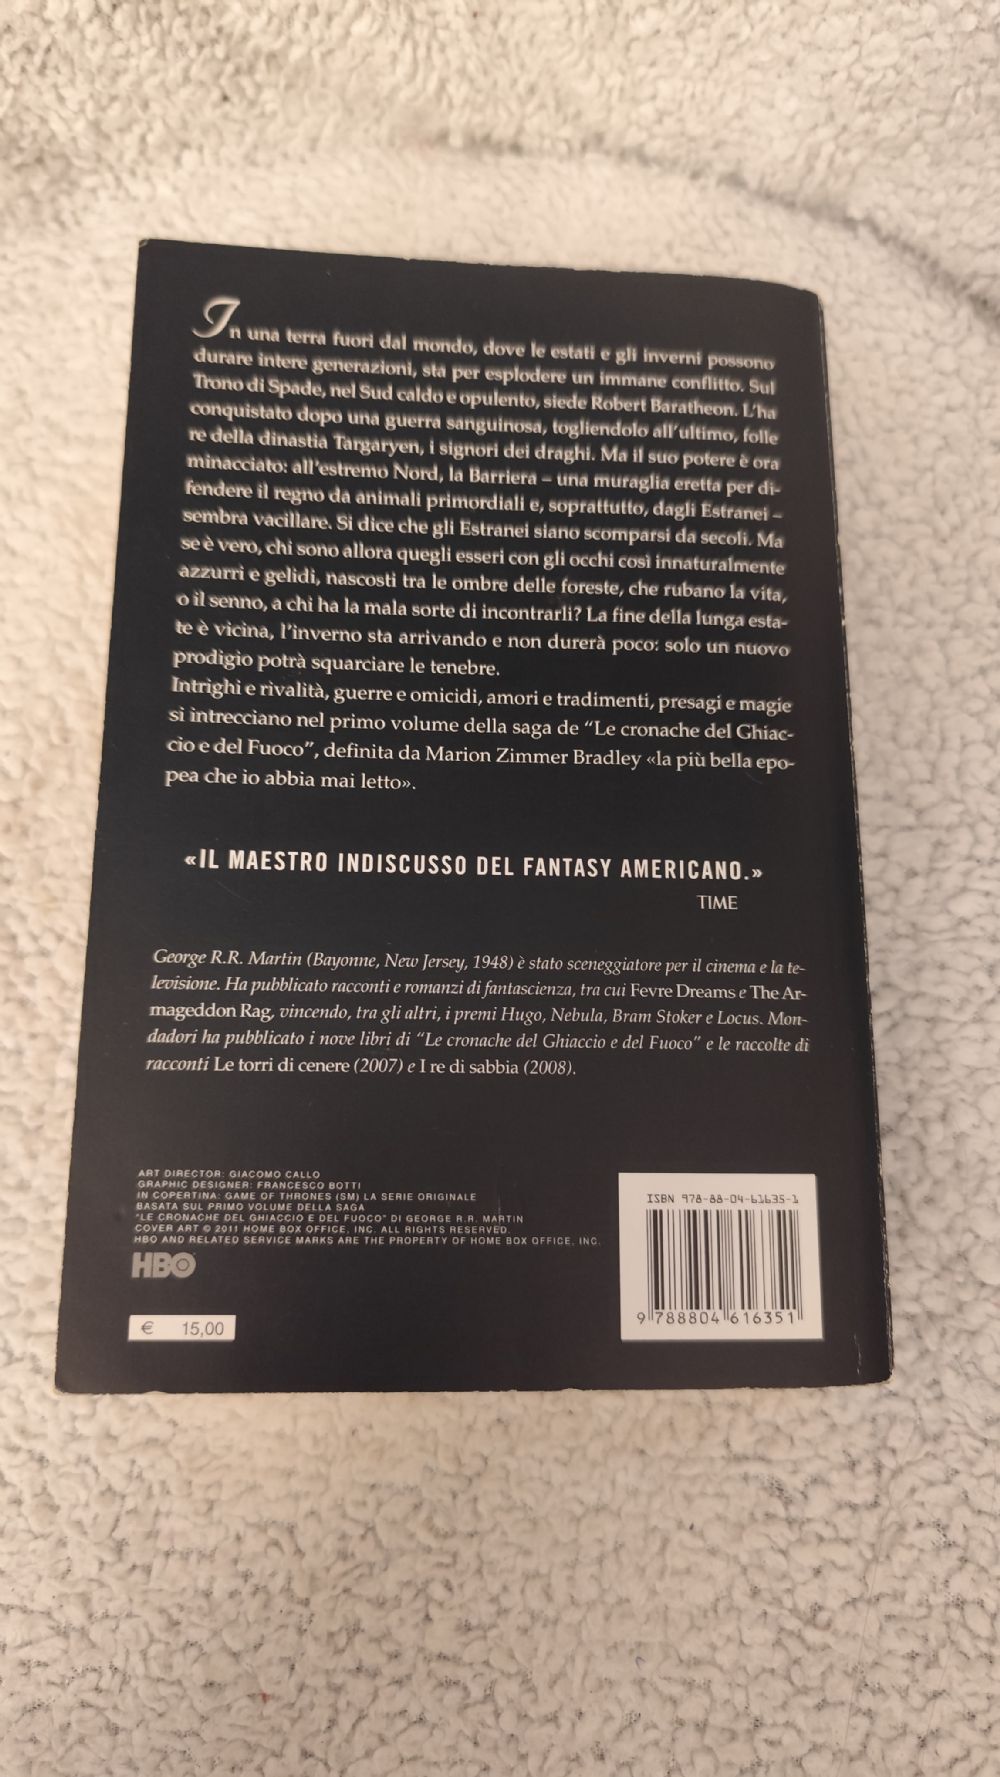 In una terra fuori dal mondo, dove le estati e gli inverni possono
durare intere generazioni, sta per esplodere un immane conflitto. Sul
Trono di Spade, nel Sud caldo e opulento, siede Robert Baratheon. L'ha
conquistato dopo una guerra sanguinosa, togliendolo all'ultimo, folle
re della dinastia Targaryen, i signori dei draghi. Ma il suo potere è ora
minacciato: all'estremo Nord, la Barriera – una muraglia eretta per di-
fendere il regno da animali primordiali e, soprattutto, dagli Estranei –
sembra vacillare. Si dice che gli Estranei siano scomparsi da secoli. Ma
se è vero, chi sono allora quegli esseri con gli occhi così innaturalmente
azzurri e gelidi, nascosti tra le ombre delle foreste, che rubano la vita,
o il senno, a chi ha la mala sorte di incontrarli? La fine della lunga esta-
te è vicina, l'inverno sta arrivando e non durerà poco: solo un nuovo
prodigio potrà squarciare le tenebre.
Intrighi e rivalità, guerre e omicidi, amori e tradimenti, presagi e magie
si intrecciano nel primo volume della saga de "Le cronache del Ghiac-
cio e del Fuoco", definita da Marion Zimmer Bradley «la più bella epo-
pea che io abbia mai letto».
«IL MAESTRO INDISCUSSO DEL FANTASY AMERICANO.»
TIME
George R.R. Martin (Bayonne, New Jersey, 1948) è stato sceneggiatore per il cinema e la te-
levisione. Ha pubblicato racconti e romanzi di fantascienza, tra cui Fevre Dreams e The Ar-
mageddon Rag, vincendo, tra gli altri, i premi Hugo, Nebula, Bram Stoker e Locus. Mon-
dadori ha pubblicato i nove libri di "Le cronache del Ghiaccio e del Fuoco" e le raccolte di
racconti Le torri di cenere (2007) e I re di sabbia (2008).
ART DIRECTOR: GIACOMO CALLO
GRAPHIC DESIGNER: FRANCESCO BOTTI
IN COPERTINA: GAME OF THRONES (SM) LA SERIE ORIGINALE
BASATA SUL PRIMO VOLUME DELLA SAGA
"LE CRONACHE DEL GHIACCIO E DEL FUOCO" DI GEORGE R.R. MARTIN
COVER ART © 2011 HOME BOX OFFICE, INC. ALL RIGHTS RESERVED.
HBO AND RELATED SERVICE MARKS ARE THE PROPERTY OF HOME BOX OFFICE, INC.
HBO
€ 15,00
ISBN 978-88-04-61635-1
9 788804 616351